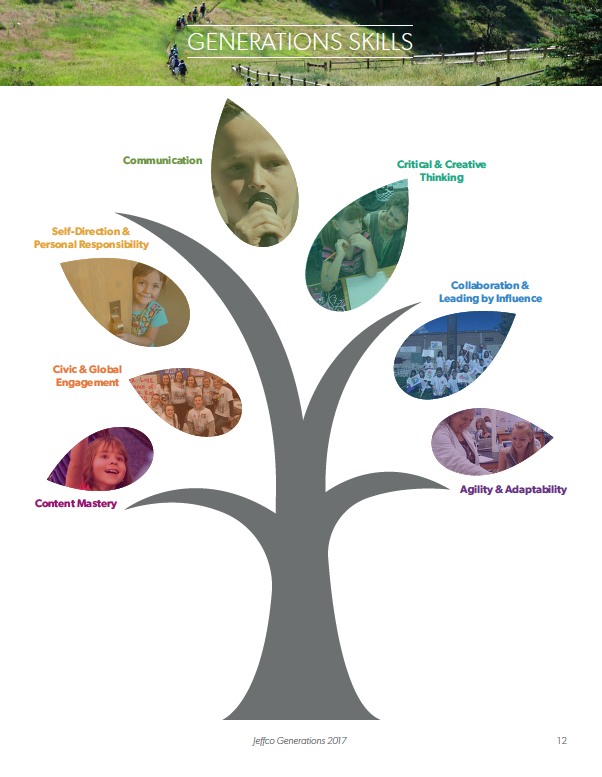 GENERATIONS SKILLS
Communication
Critical & Creative
Thinking
Self-Direction &
Personal Responsibility
Collaboration &
Leading by Influence
Civic & Global
Engagement
Agility & Adaptability
Content Mastery
Jeffco Generations 2017
12